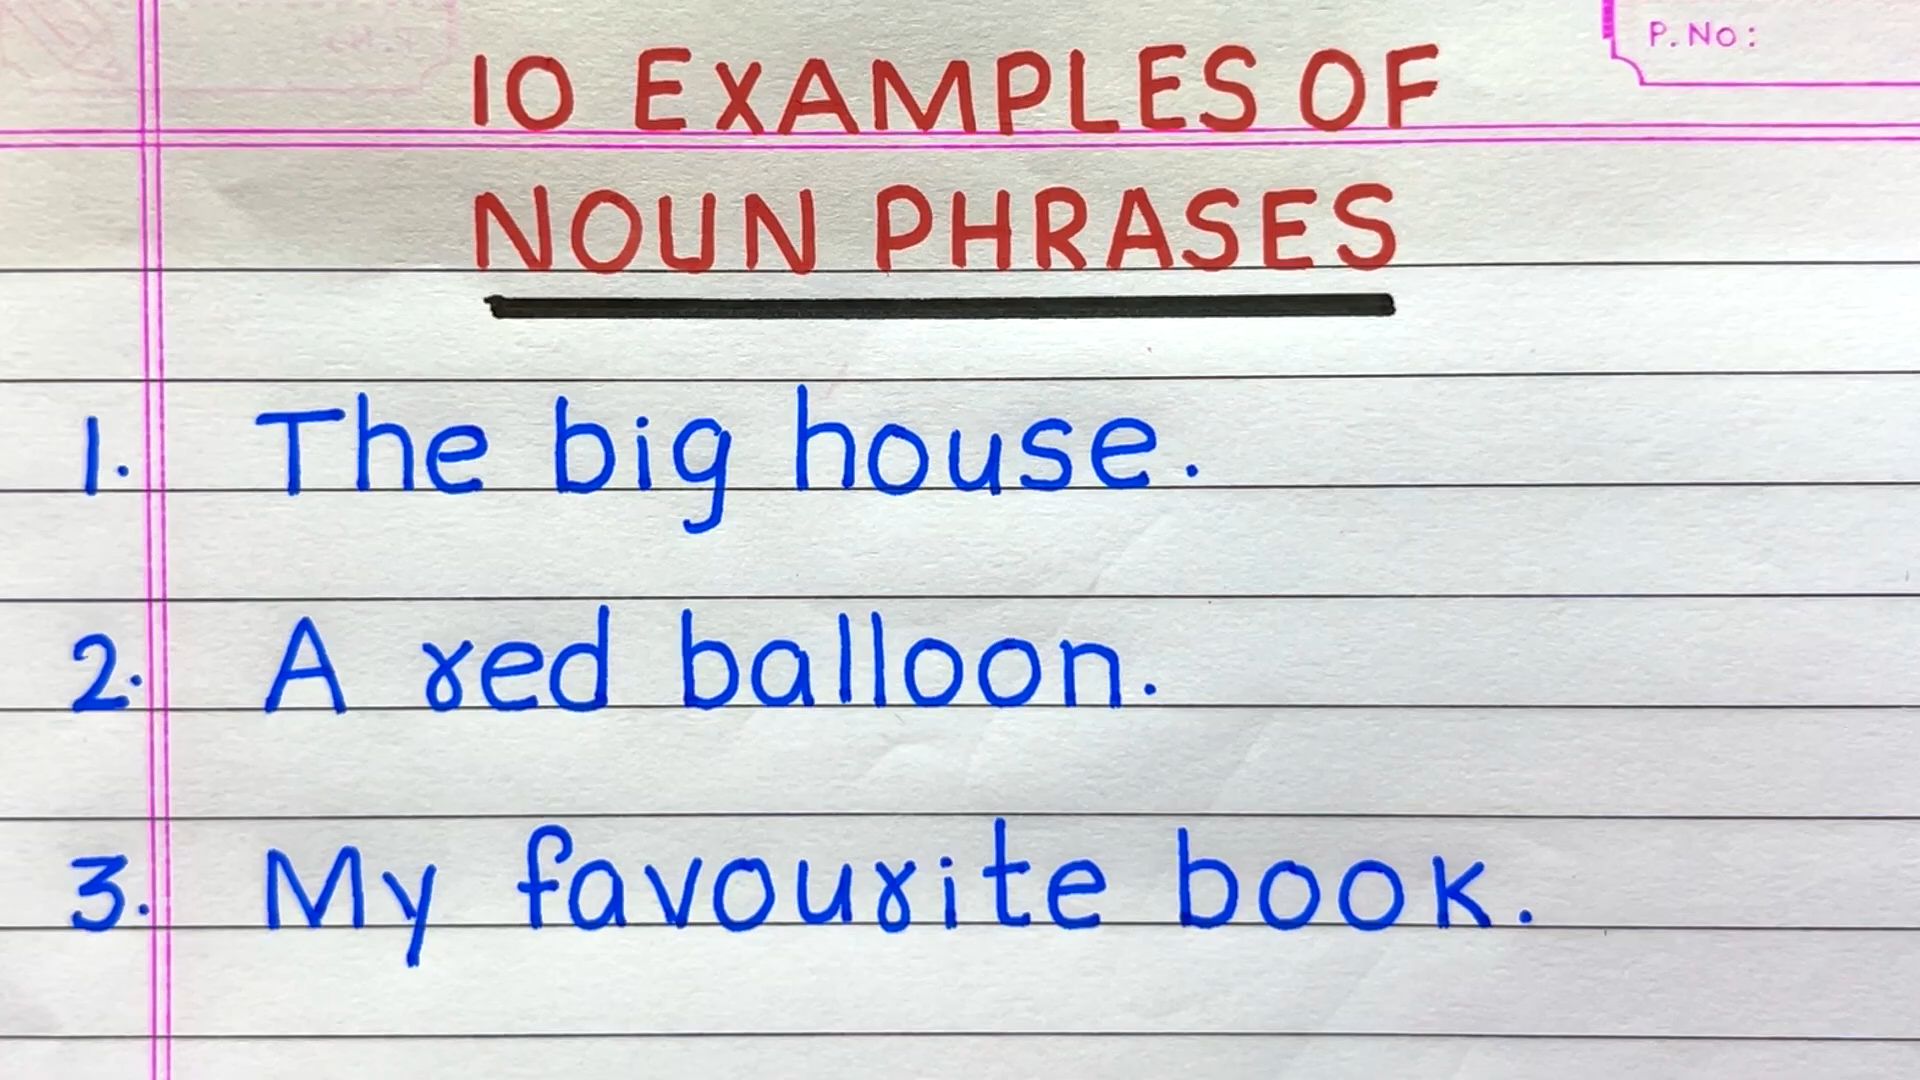 P. No:
10 EXAMPLES OF
NOUN PHRASES
1. The big house.
2. A red balloon.
3. My favourite book.